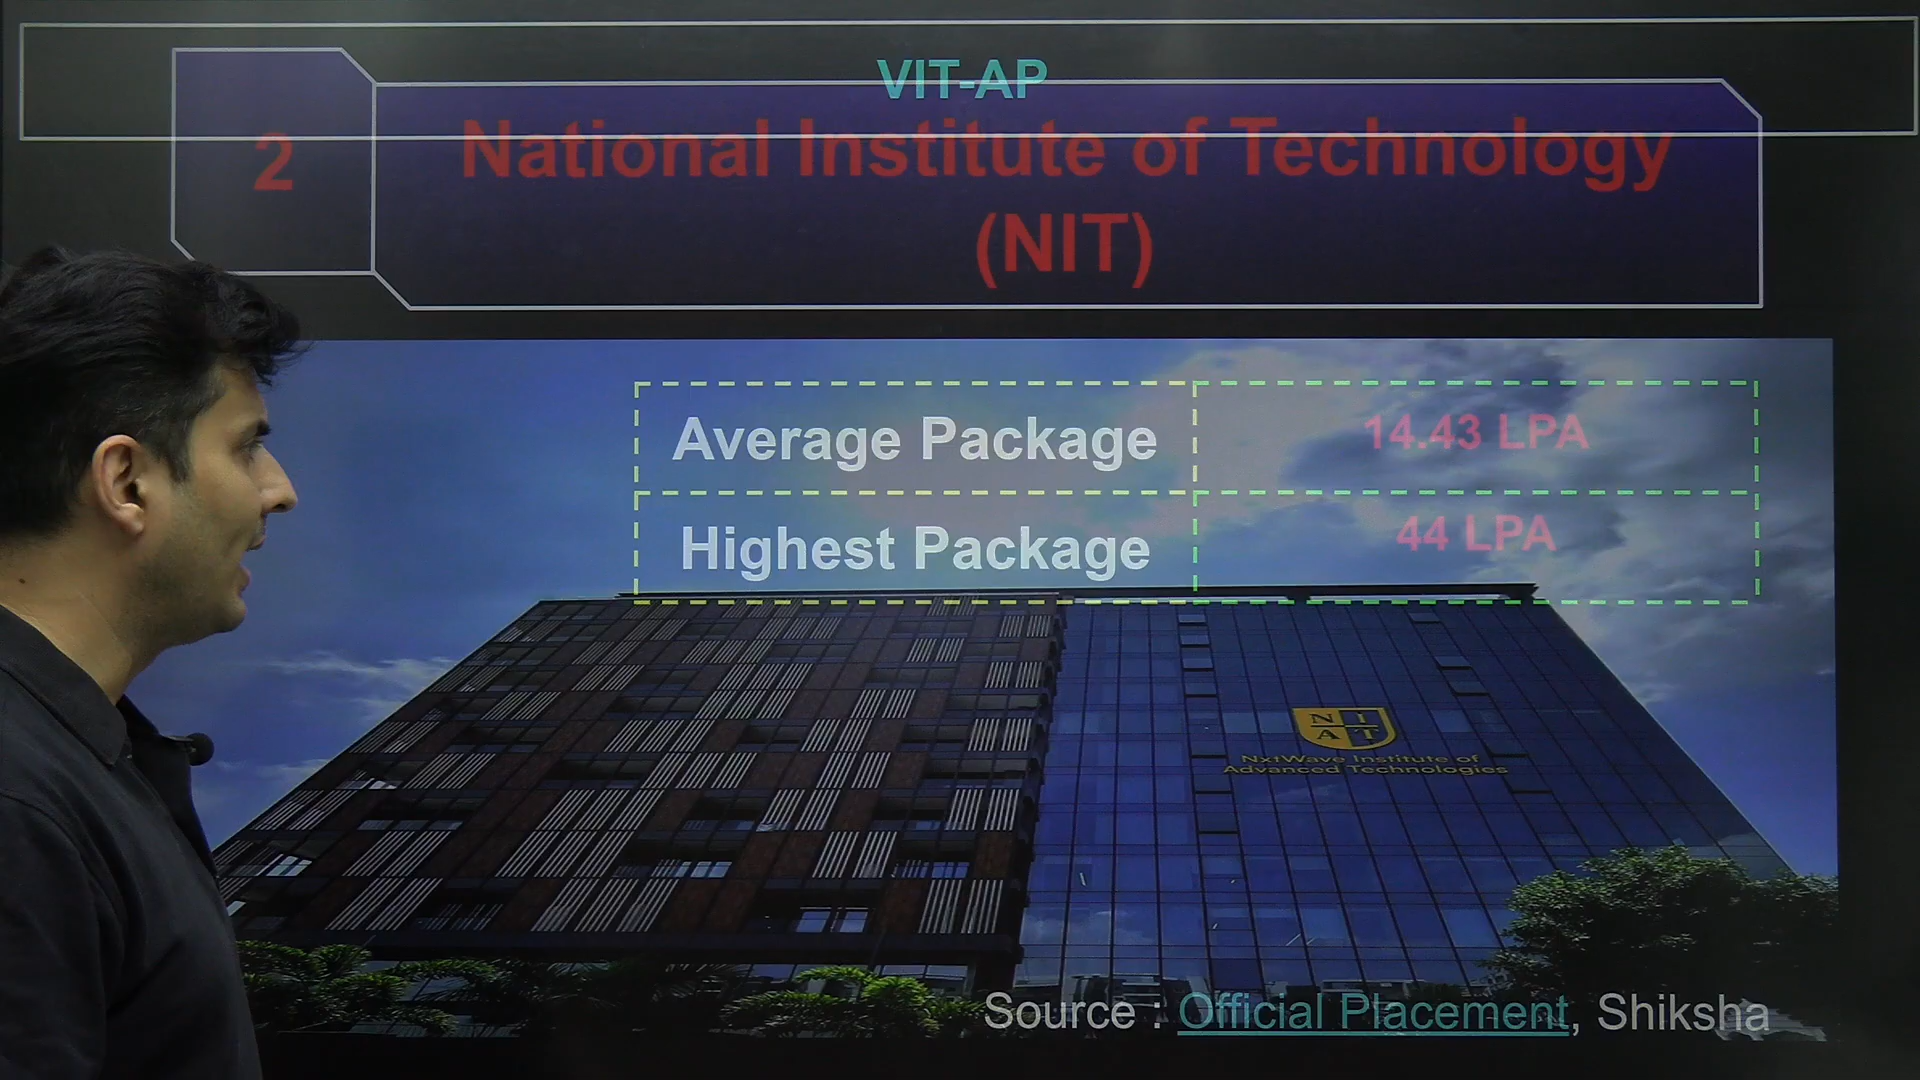 VIT-AP
2
National Institute of Technology
(NIT)
Average Package
14.43 LPA
Highest Package
44 LPA
N I
A T
NxtWave Institute of
Advanced Technologies
Source : Official Placement, Shiksha